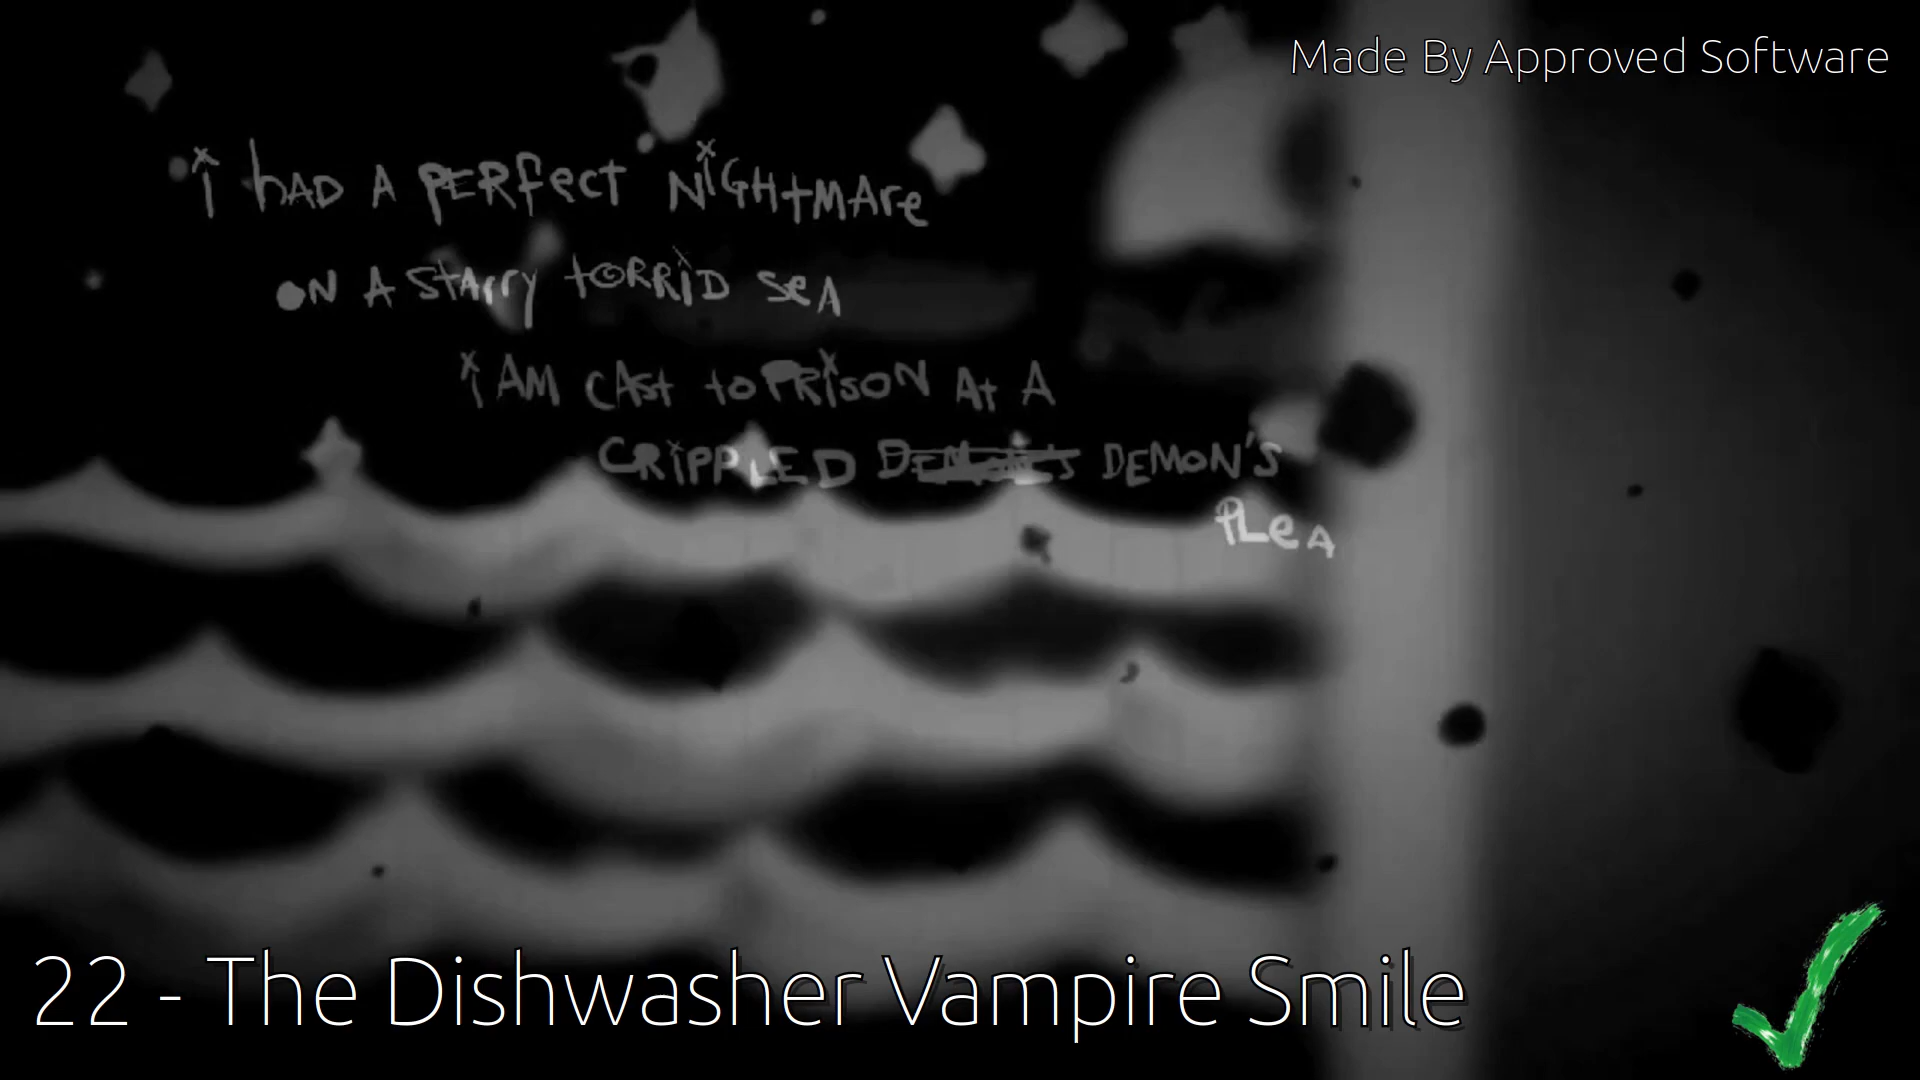 Made By Approved Software
i HAD A PERfect NiGHtMAre
ON A StArry tORRiD SeA
i AM CASt to PRiSON At A
CRiPPLED DEMON'S DEMON'S
PLeA
22 - The Dishwasher Vampire Smile